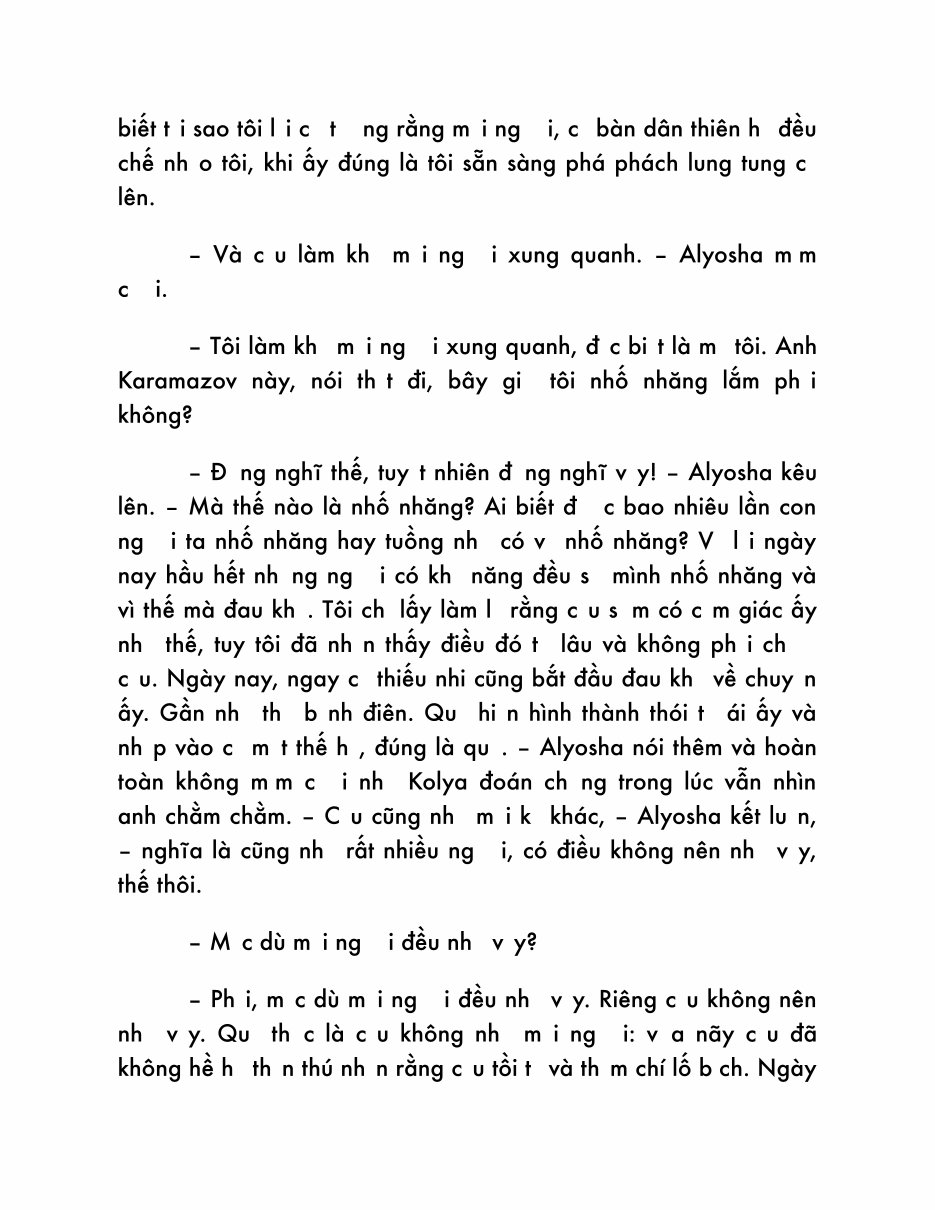 biết t i sao tôi l i c t ng rằng m i ng i, c bàn dân thiên h đều
chế nh o tôi, khi ấy đúng là tôi sẵn sàng phá phách lung tung c
lên.
– Và c u làm kh m i ng i xung quanh. – Alyosha m m
c i.
– Tôi làm kh m i ng i xung quanh, đ c bi t là m tôi. Anh
Karamazov này, nói th t đi, bây gi tôi nhố nhăng lắm ph i
không?
– Đ ng nghĩ thế, tuy t nhiên đ ng nghĩ v y! – Alyosha kêu
lên. – Mà thế nào là nhố nhăng? Ai biết đ c bao nhiêu lần con
ng i ta nhố nhăng hay tuồng nh có v nhố nhăng? V l i ngày
nay hầu hết nh ng ng i có kh năng đều s mình nhố nhăng và
vì thế mà đau kh . Tôi ch lấy làm l rằng c u s m có c m giác ấy
nh thế, tuy tôi đã nh n thấy điều đó t lâu và không ph i ch
c u. Ngày nay, ngay c thiếu nhi cũng bắt đầu đau kh về chuy n
ấy. Gần nh th b nh điên. Qu hi n hình thành thói t ái ấy và
nh p vào c m t thế h , đúng là qu . – Alyosha nói thêm và hoàn
toàn không m m c i nh Kolya đoán ch ng trong lúc vẫn nhìn
anh chằm chằm. – C u cũng nh m i k khác, – Alyosha kết lu n,
– nghĩa là cũng nh rất nhiều ng i, có điều không nên nh v y,
thế thôi.
– M c dù m i ng i đều nh v y?
– Ph i, m c dù m i ng i đều nh v y. Riêng c u không nên
nh v y. Qu th c là c u không nh m i ng i: v a nãy c u đã
không hề h th n thú nh n rằng c u tồi t và th m chí lố b ch. Ngày